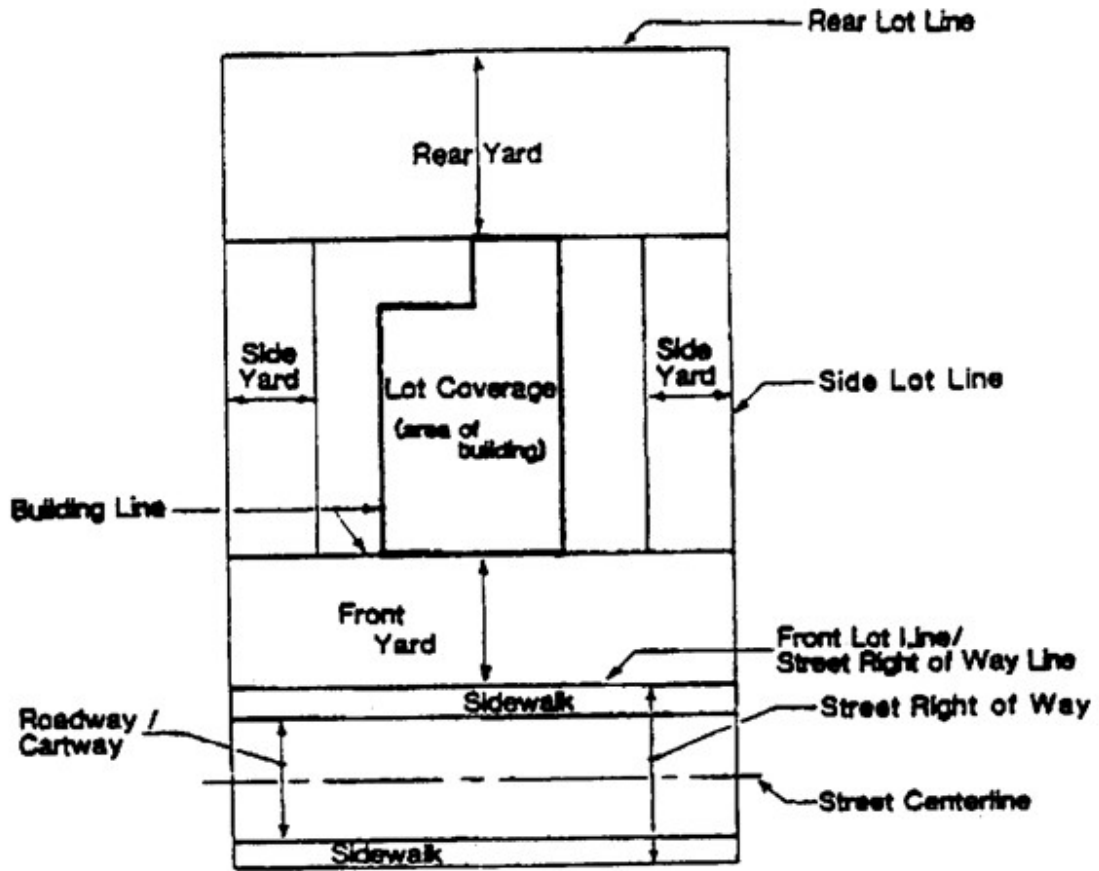 Rear Lot Line
Rear Yard
Side
Yard
Side
Yard
Side Lot Line
Lot Coverage
(area of
building)
Building Line
Front
Yard
Front Lot Line/
Street Right of Way Line
Sidewalk
Street Right of Way
Roadway /
Cartway
Street Centerline
Sidewalk